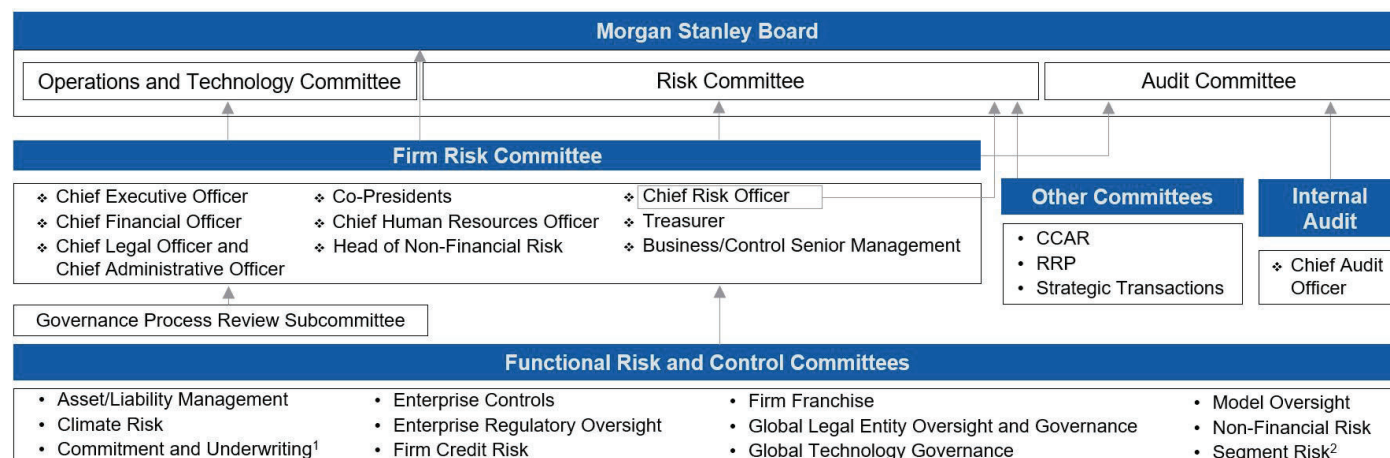 Morgan Stanley Board
Operations and Technology Committee
Risk Committee
Audit Committee
Firm Risk Committee
❖ Chief Executive Officer
❖ Chief Financial Officer
❖ Chief Legal Officer and
Chief Administrative Officer
❖ Co-Presidents
❖ Chief Human Resources Officer
❖ Head of Non-Financial Risk
❖ Chief Risk Officer
❖ Treasurer
❖ Business/Control Senior Management
Other Committees
• CCAR
• RRP
• Strategic Transactions
Internal
Audit
❖ Chief Audit
Officer
Governance Process Review Subcommittee
Functional Risk and Control Committees
• Asset/Liability Management
• Climate Risk
• Commitment and Underwriting¹
• Enterprise Controls
• Enterprise Regulatory Oversight
• Firm Credit Risk
• Firm Franchise
• Global Legal Entity Oversight and Governance
• Global Technology Governance
• Model Oversight
• Non-Financial Risk
• Segment Risk²